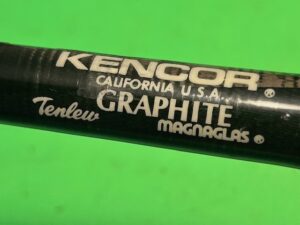 KENCOR®
CALIFORNIA U.S.A.
Tenlew GRAPHITE
MAGNAGLAS®